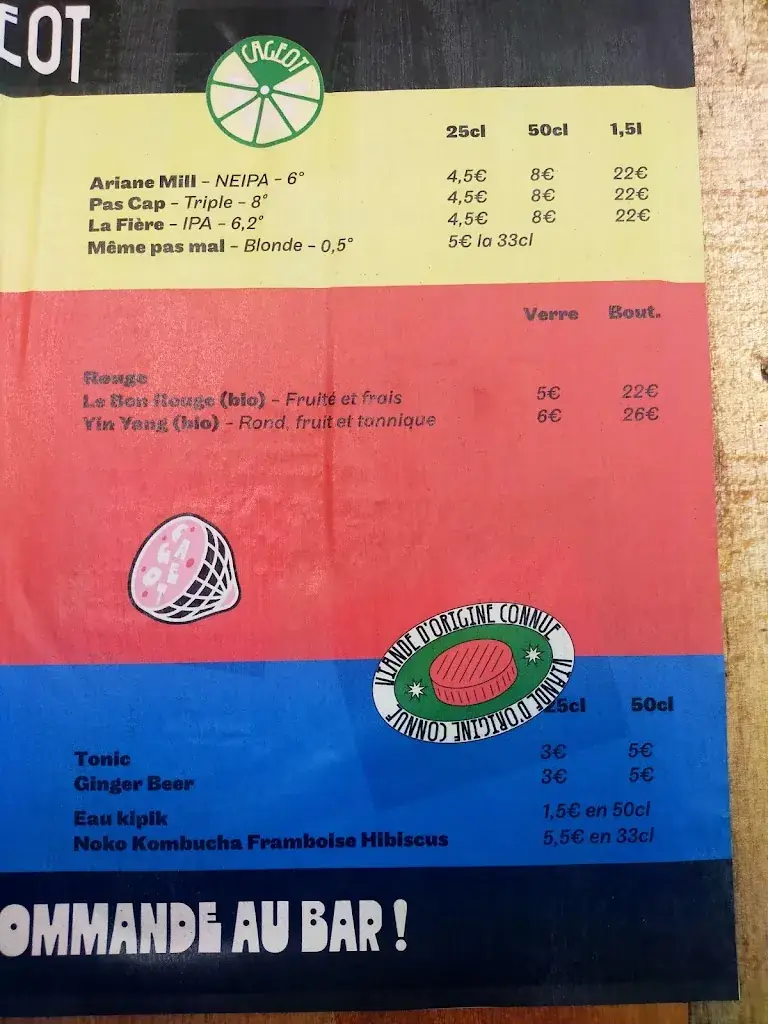 EOT
CAGEOT
25cl 50cl 1,5l
Ariane Mill - NEIPA - 6° 4,5€ 8€ 22€
Pas Cap - Triple - 8° 4,5€ 8€ 22€
La Fière - IPA - 6,2° 4,5€ 8€ 22€
Même pas mal - Blonde - 0,5° 5€ la 33cl
Verre Bout.
Rouge
Le Bon Rouge (bio) - Fruité et frais 5€ 22€
Yin Yang (bio) - Rond, fruit et tannique 6€ 26€
CAGEOT
VIANDE D'ORIGINE CONNUE
VIANDE D'ORIGINE CONNUE
25cl 50cl
Tonic 3€ 5€
Ginger Beer 3€ 5€
Eau kipik 1,5€ en 50cl
Noko Kombucha Framboise Hibiscus 5,5€ en 33cl
OMMANDE AU BAR !